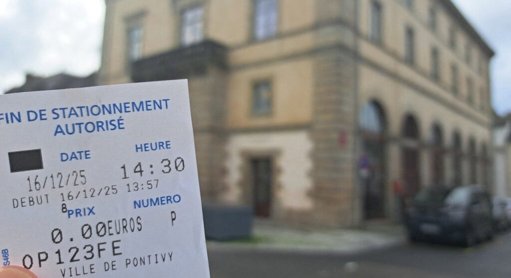 FIN DE STATIONNEMENT
AUTORISÉ
DATE HEURE
16/12/25 14:30
DEBUT 16/12/25 13:57
8 PRIX NUMERO
0.00EUROS P
OP123FE
VILLE DE PONTIVY